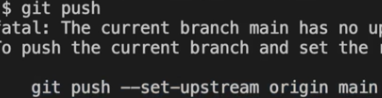 $ git push
fatal: The current branch main has no
To push the current branch and set the
git push --set-upstream origin main